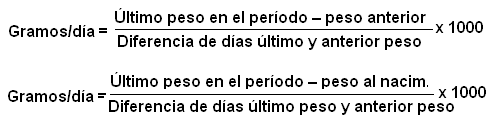 Último peso en el período – peso anterior
Gramos/día = x 1000
Diferencia de días último y anterior peso
Último peso en el período – peso al nacim.
Gramos/día = x 1000
Diferencia de días último peso y anterior peso